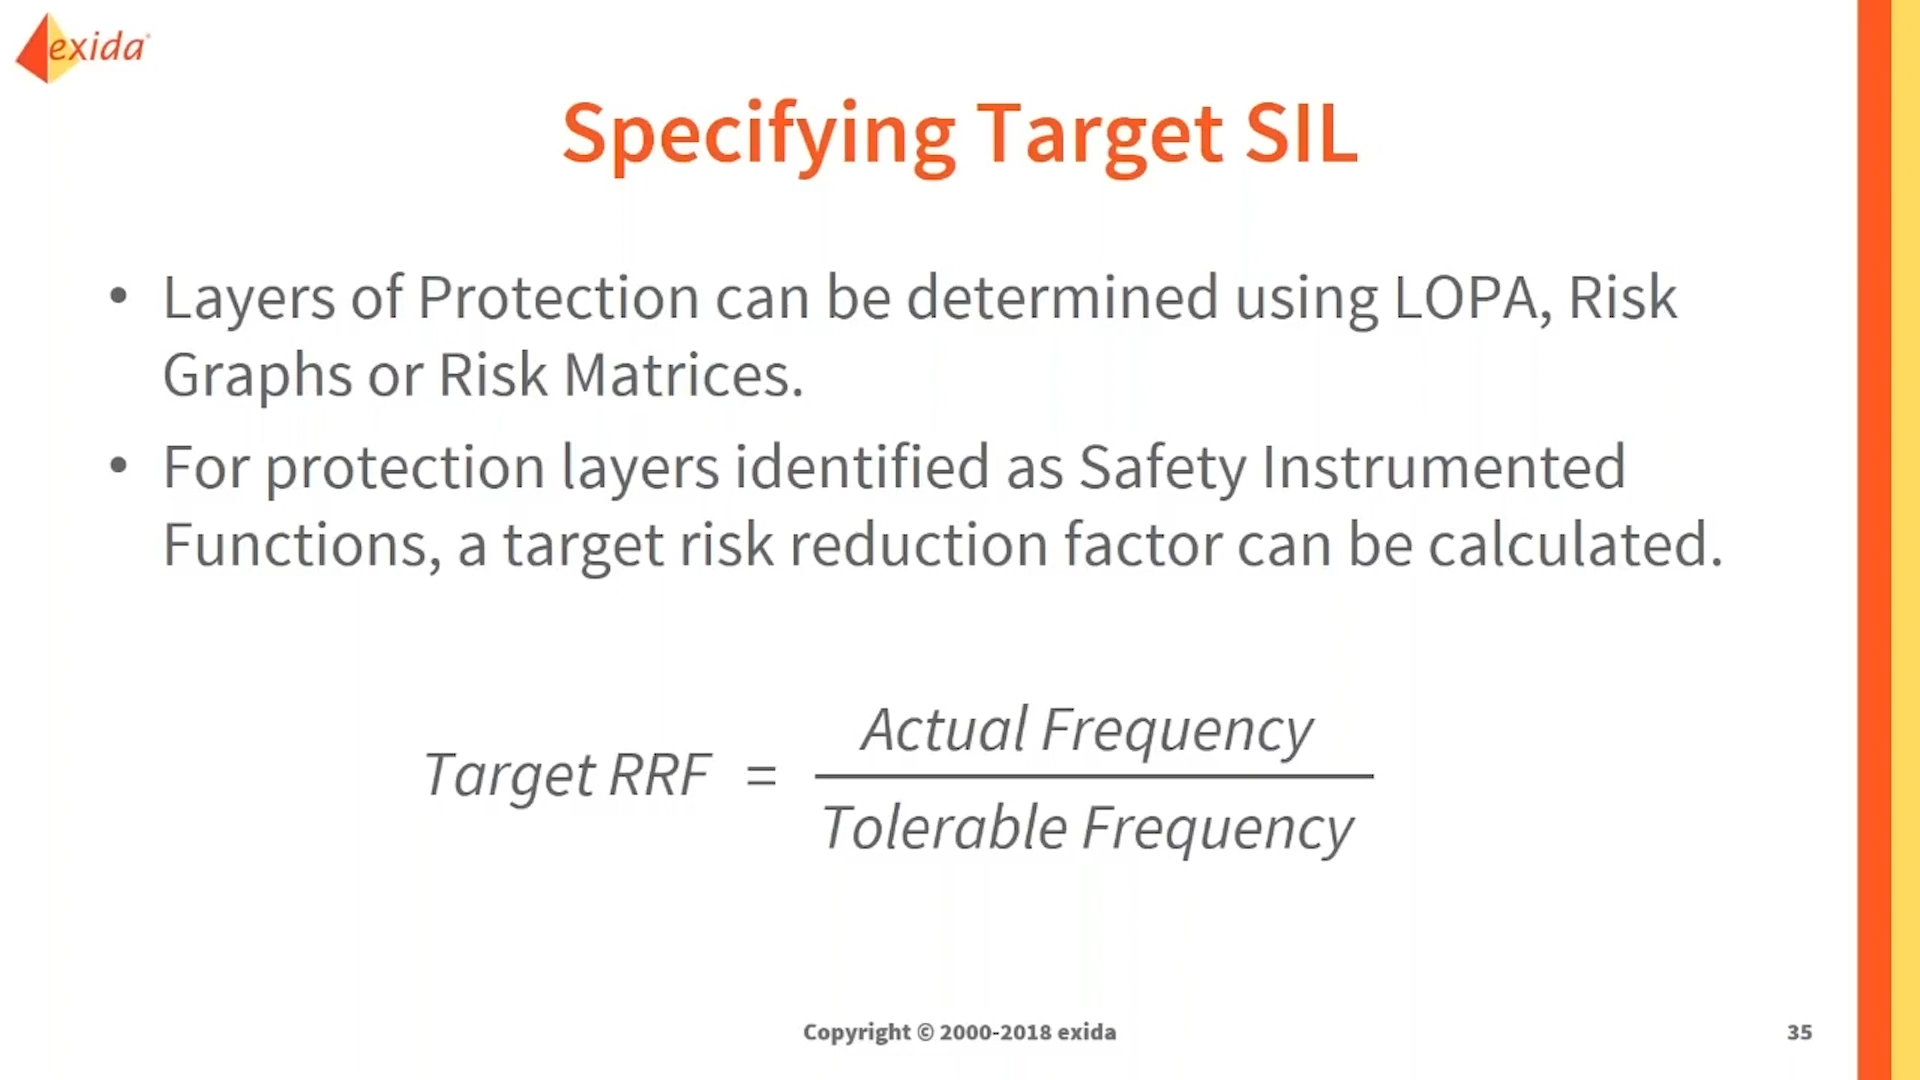 exida
Specifying Target SIL
• Layers of Protection can be determined using LOPA, Risk
Graphs or Risk Matrices.
• For protection layers identified as Safety Instrumented
Functions, a target risk reduction factor can be calculated.
Actual Frequency
Target RRF =
Tolerable Frequency
Copyright © 2000-2018 exida
35